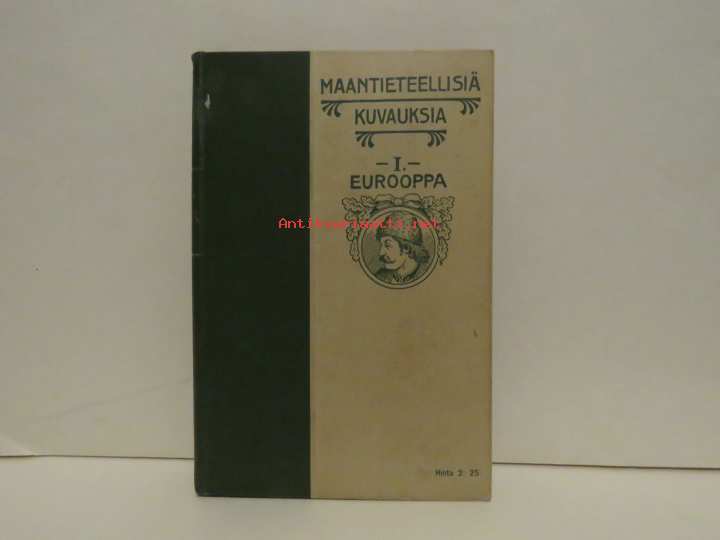 MAANTIETEELLISIÄ
KUVAUKSIA
– I. –
EUROOPPA
Antikvariaatti.net
Hinta 2: 25